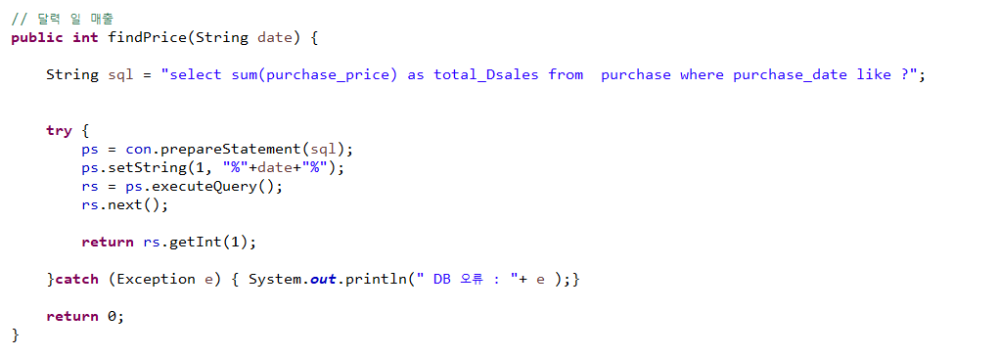 // 달력 일 매출
public int findPrice(String date) {
String sql = "select sum(purchase_price) as total_Dsales from  purchase where purchase_date like ?";
try {
ps = con.prepareStatement(sql);
ps.setString(1, "%"+date+"%");
rs = ps.executeQuery();
rs.next();
return rs.getInt(1);
}catch (Exception e) { System.out.println(" DB 오류 : "+ e );}
return 0;
}